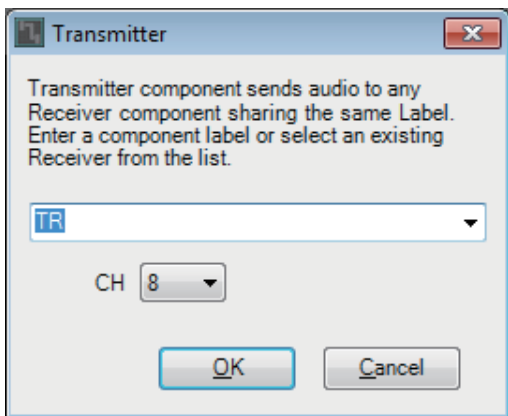 Transmitter
Transmitter component sends audio to any
Receiver component sharing the same Label.
Enter a component label or select an existing
Receiver from the list.
TR
CH 8
OK Cancel